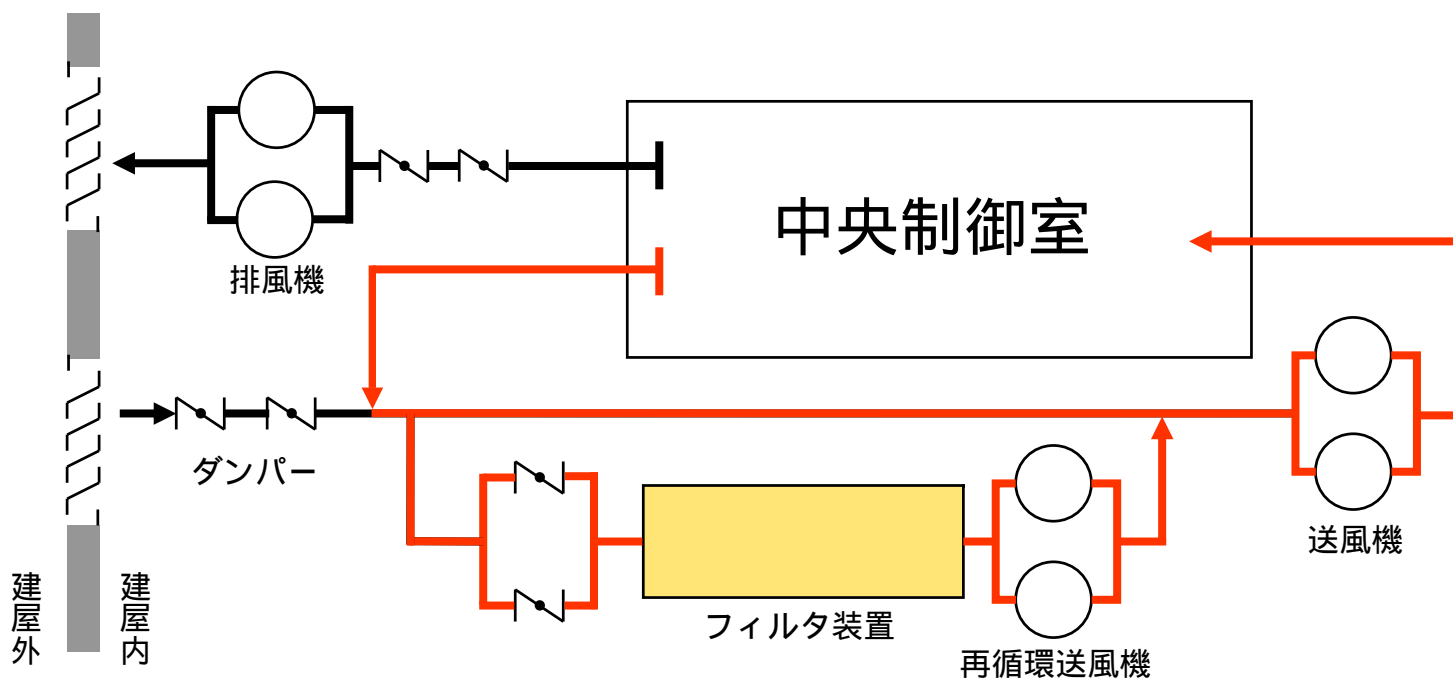 中央制御室
排風機
ダンパー
送風機
建屋外
建屋内
フィルタ装置
再循環送風機